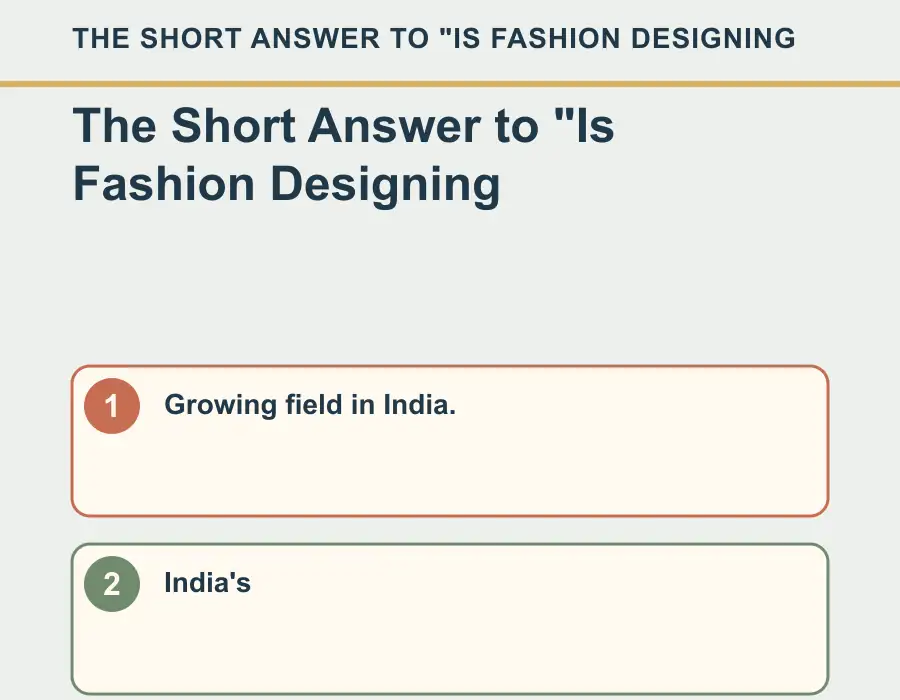 THE SHORT ANSWER TO "IS FASHION DESIGNING
The Short Answer to "Is
Fashion Designing
1 Growing field in India.
2 India's